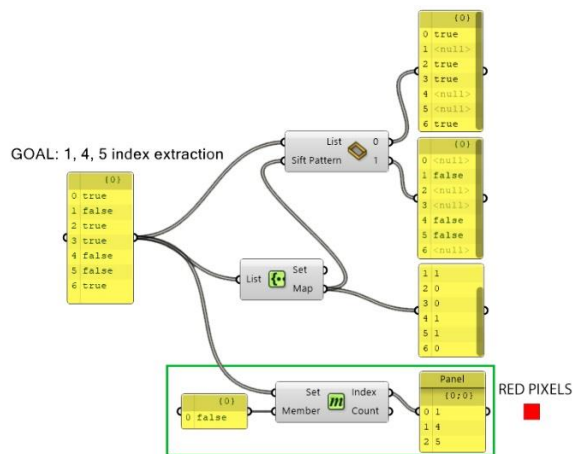 {0}
0 true
1 <null>
2 true
3 true
4 <null>
5 <null>
6 true
GOAL: 1, 4, 5 index extraction
List 0
Sift Pattern 1
{0}
0 <null>
1 false
2 <null>
3 <null>
4 false
5 false
6 <null>
{0}
0 true
1 false
2 true
3 true
4 false
5 false
6 true
List Set
Map
1 1
2 0
3 0
4 1
5 1
6 0
{0}
0 false
Set Index
Member m Count
Panel
{0;0}
0 1
1 4
2 5
RED PIXELS